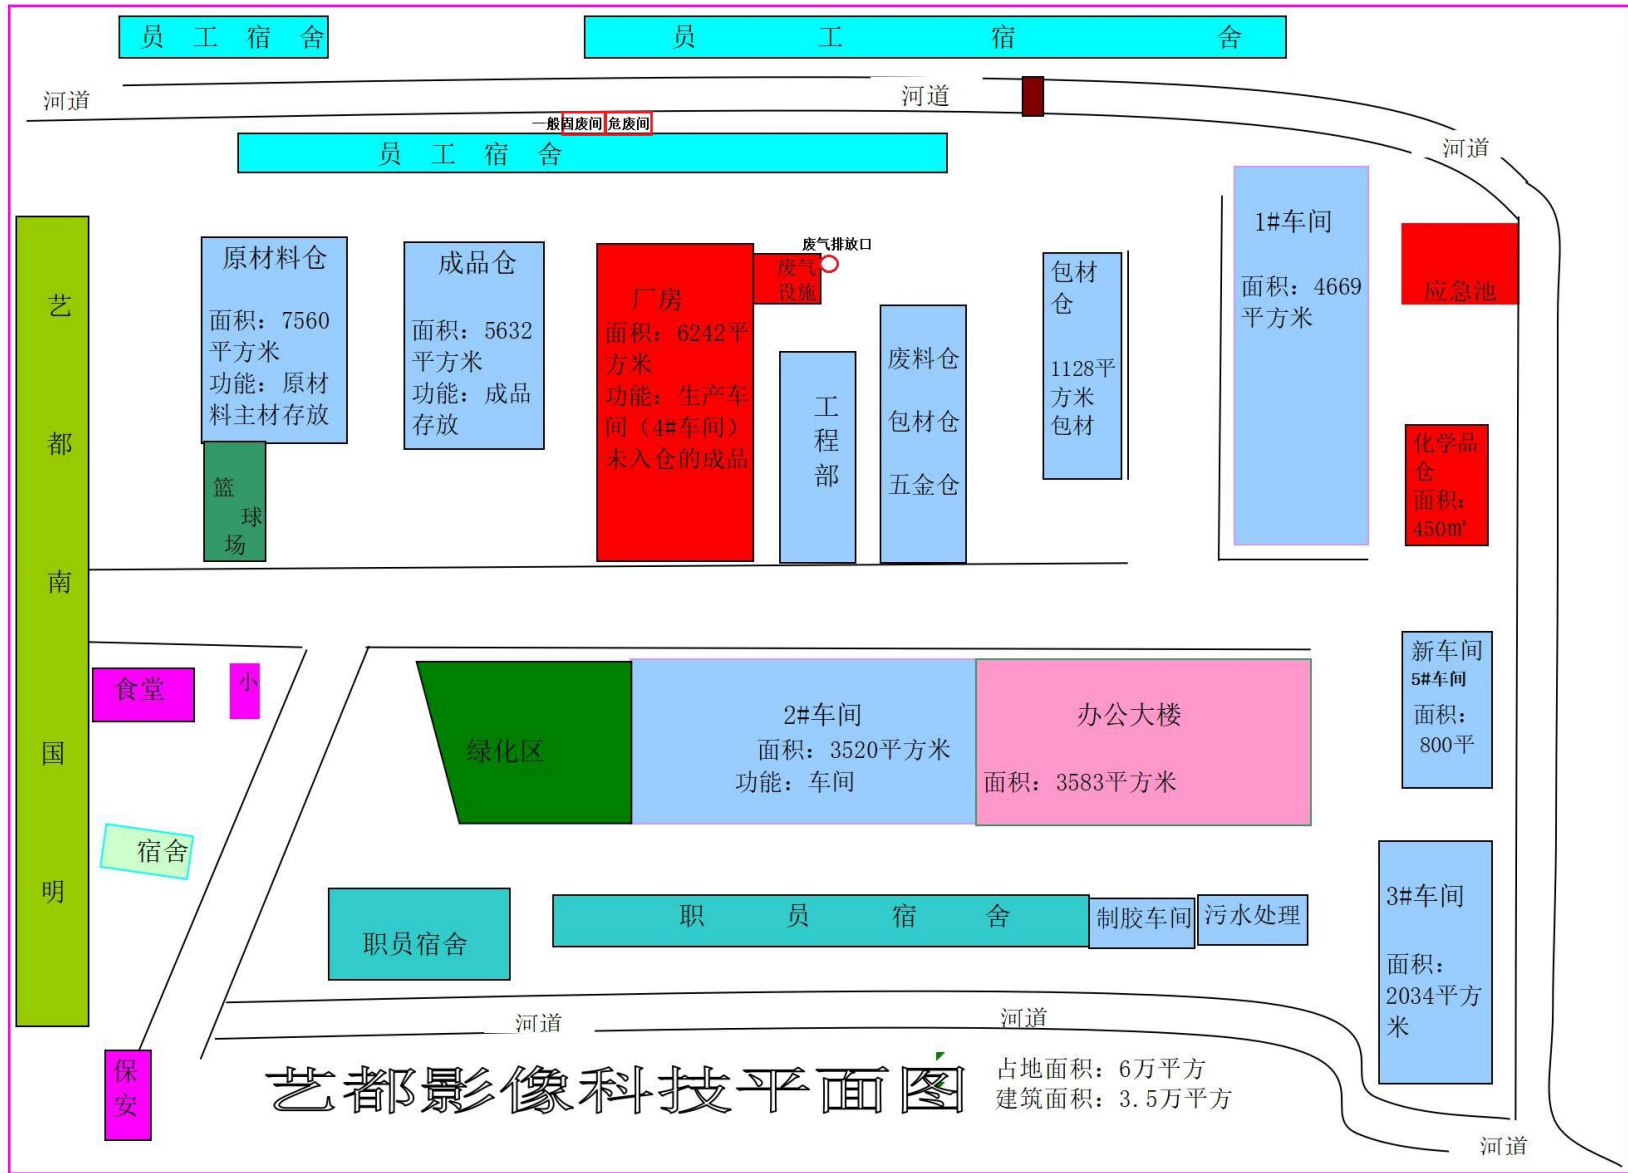 员工宿舍
员工宿舍
河道
河道
一般固废间
危废间
员工宿舍
河道
艺都南国明
原材料仓
面积：7560
平方米
功能：原材
料主材存放
篮
球
场
成品仓
面积：5632
平方米
功能：成品
存放
厂房
面积：6242平
方米
功能：生产车
间（4#车间）
未入仓的成品
废气排放口
废气
设施
工程部
废料仓
包材仓
五金仓
包材
仓
1128平
方米
包材
1#车间
面积：4669
平方米
应急池
化学品
仓
面积：
450㎡
食堂
小
绿化区
2#车间
面积：3520平方米
功能：车间
办公大楼
面积：3583平方米
新车间
5#车间
面积：
800平
宿舍
职员宿舍
职员宿舍
制胶车间
污水处理
3#车间
面积：
2034平方
米
河道
河道
保安
艺都影像科技平面图
占地面积：6万平方
建筑面积：3.5万平方
河道